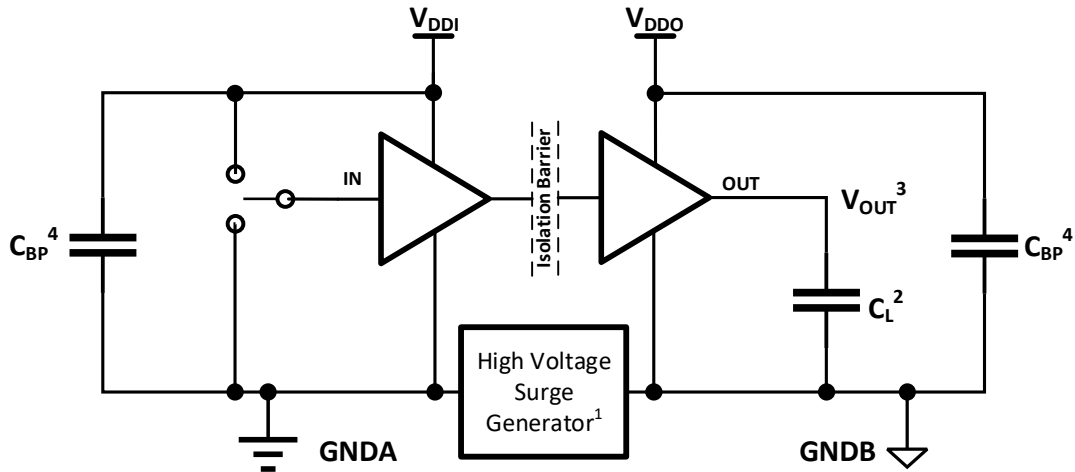 V_DDI
V_DDO
IN
Isolation Barrier
OUT
V_OUT^3
C_BP^4
C_BP^4
C_L^2
High Voltage
Surge
Generator^1
GNDA
GNDB